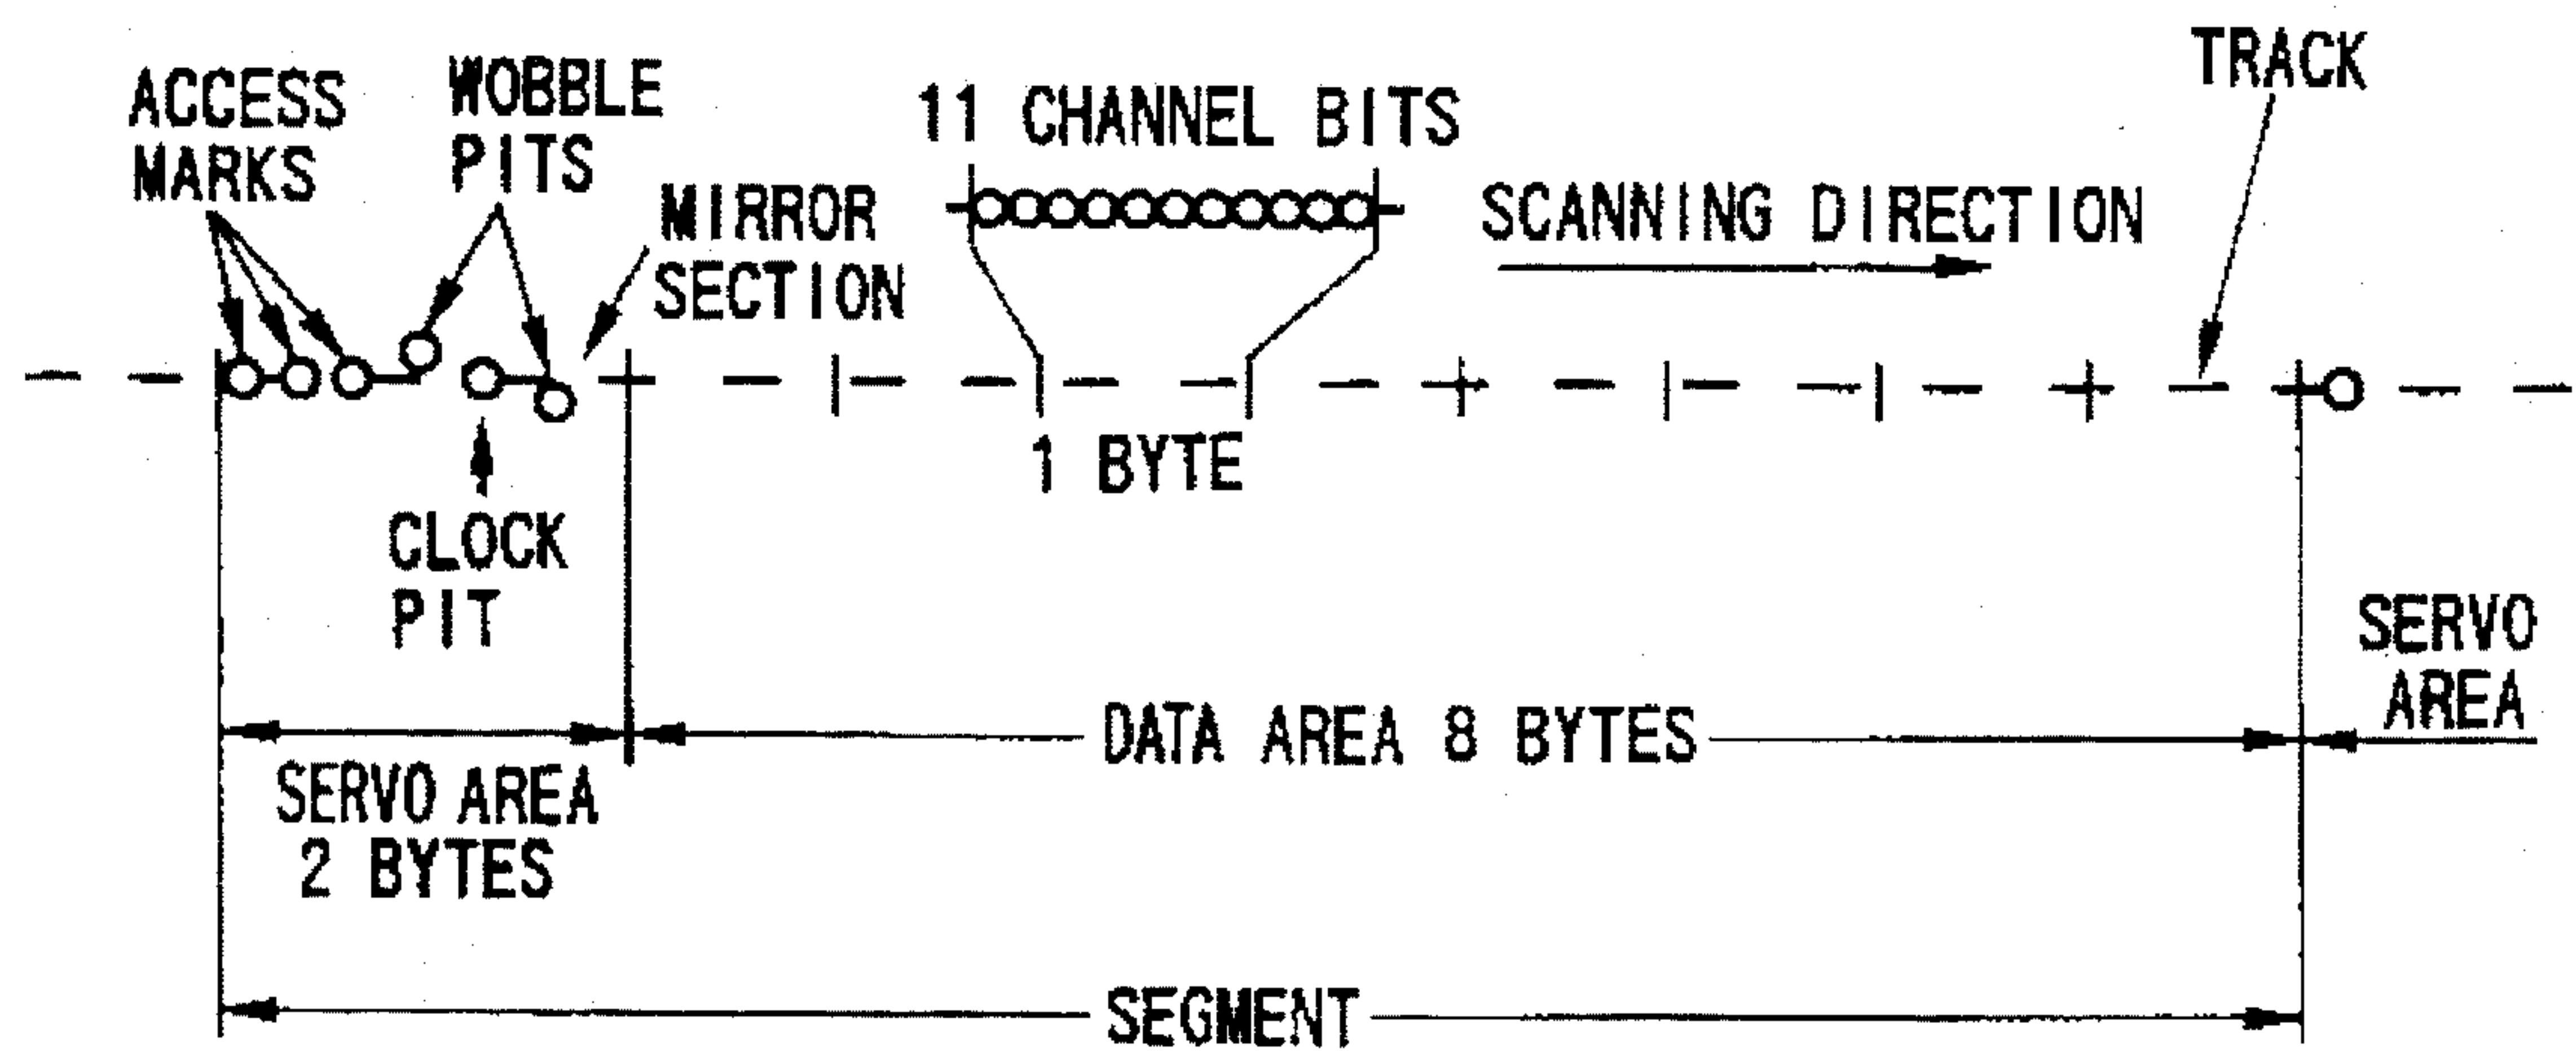 ACCESS
MARKS
WOBBLE
PITS
MIRROR
SECTION
11 CHANNEL BITS
SCANNING DIRECTION
TRACK
1 BYTE
CLOCK
PIT
SERVO AREA
2 BYTES
DATA AREA 8 BYTES
SERVO
AREA
SEGMENT